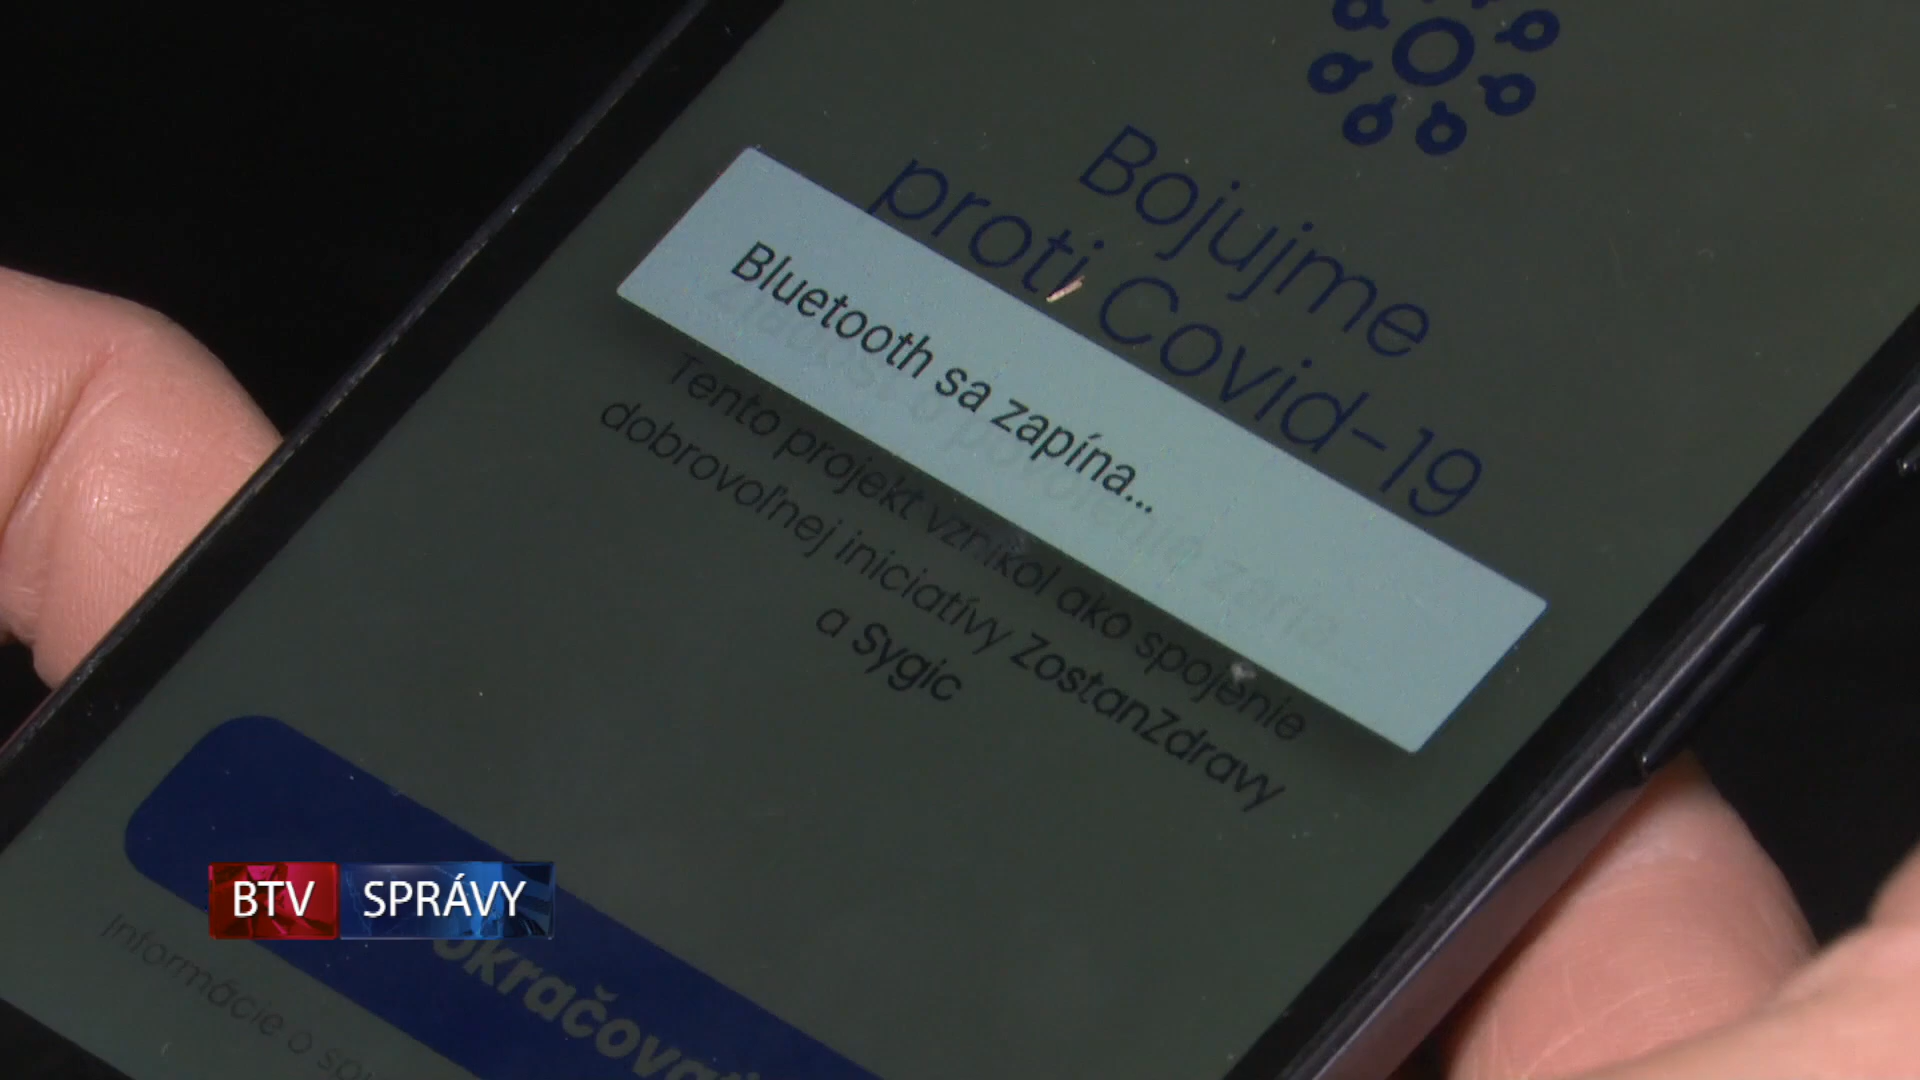 Bojujme
proti Covid-19
Bluetooth sa zapína...
Tento projekt vznikol ako spojenie
dobrovoľnej iniciatívy ZostanZdravy
a Sygic
BTV SPRÁVY
Informácie o